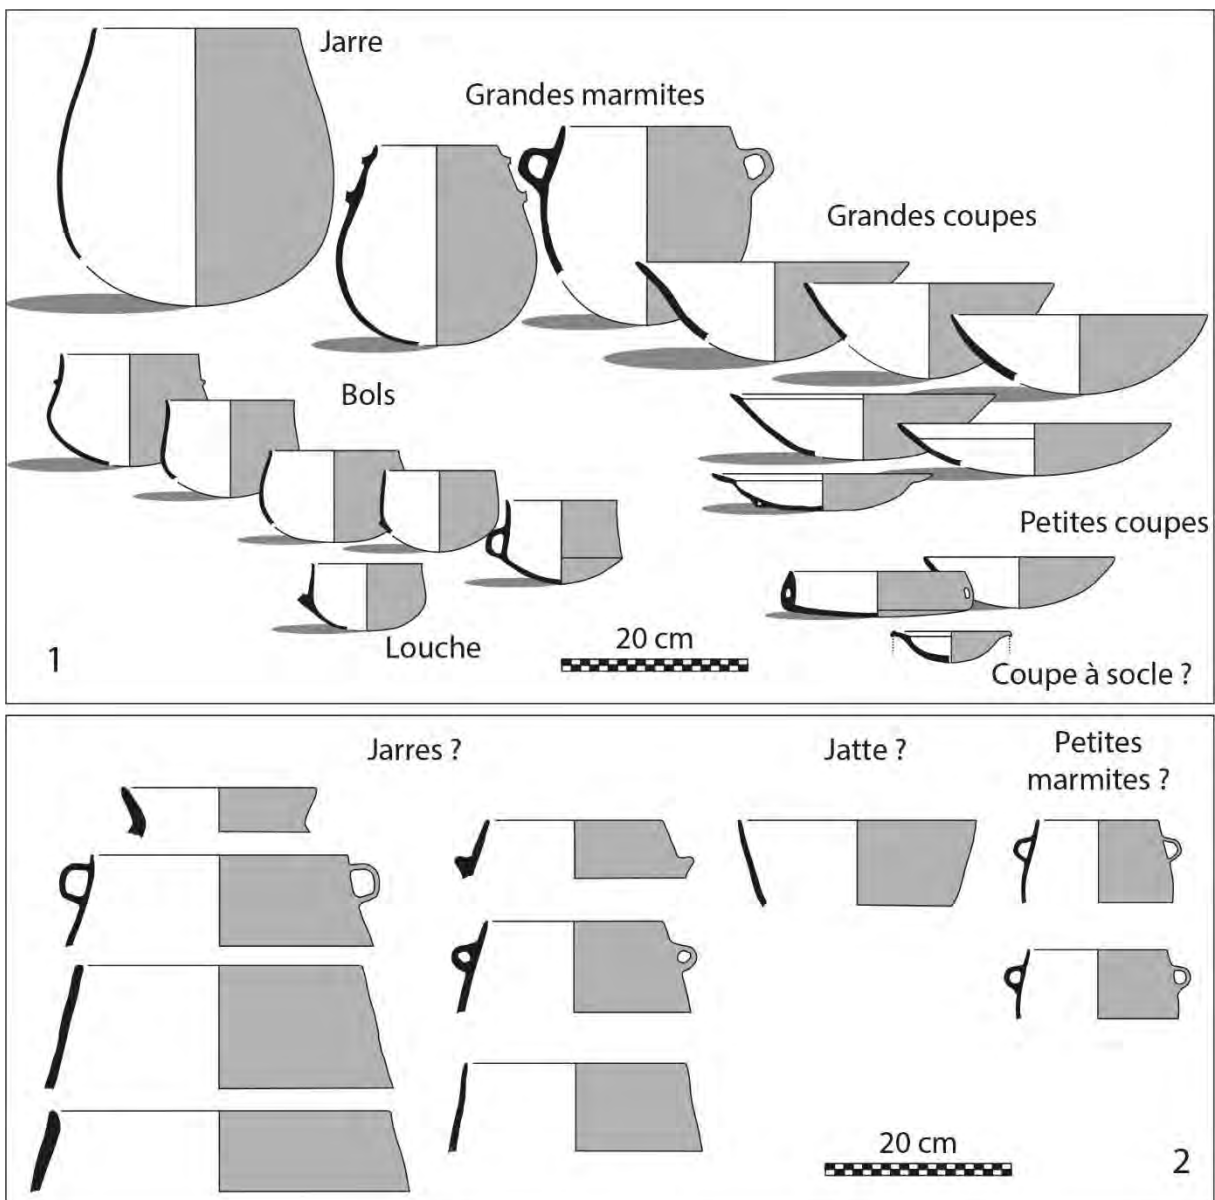 Jarre
Grandes marmites
Grandes coupes
Bols
Petites coupes
Louche
20 cm
Coupe à socle ?
1
Jarres ?
Jatte ?
Petites
marmites ?
20 cm
2